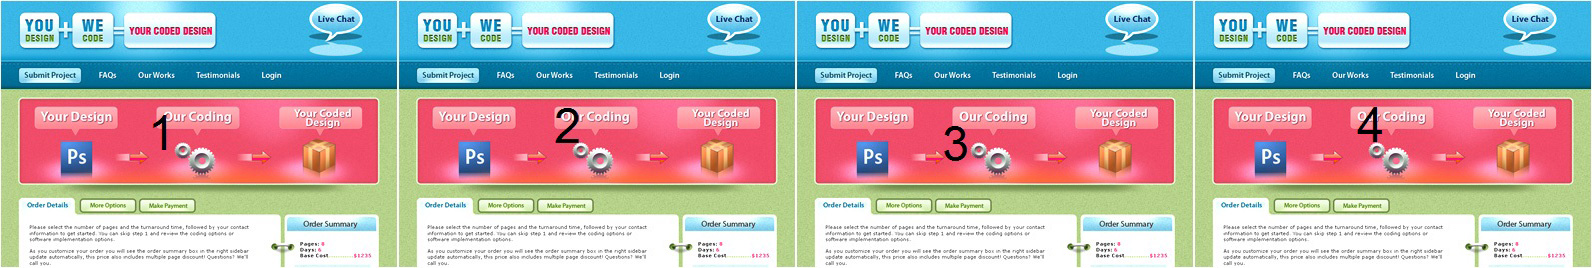 YOU + WE = YOUR CODED DESIGN
DESIGN CODE
Live Chat
Submit Project FAQs Our Works Testimonials Login
Your Design Our Coding Your Coded Design
1
Ps
Order Details More Options Make Payment
Please select the number of pages and the turnaround time, followed by your contact
information to get started. You can skip step 1 and review the coding options or
software implementation options.
As you customize your order you will see the order summary box in the right sidebar
update automatically, this price also includes multiple page discount! Questions? We'll
call you.
Order Summary
Pages: 8
Days: 6
Base Cost $1235
YOU + WE = YOUR CODED DESIGN
DESIGN CODE
Live Chat
Submit Project FAQs Our Works Testimonials Login
Your Design Our Coding Your Coded Design
2
Ps
Order Details More Options Make Payment
Please select the number of pages and the turnaround time, followed by your contact
information to get started. You can skip step 1 and review the coding options or
software implementation options.
As you customize your order you will see the order summary box in the right sidebar
update automatically, this price also includes multiple page discount! Questions? We'll
call you.
Order Summary
Pages: 8
Days: 6
Base Cost $1235
YOU + WE = YOUR CODED DESIGN
DESIGN CODE
Live Chat
Submit Project FAQs Our Works Testimonials Login
Your Design Our Coding Your Coded Design
3
Ps
Order Details More Options Make Payment
Please select the number of pages and the turnaround time, followed by your contact
information to get started. You can skip step 1 and review the coding options or
software implementation options.
As you customize your order you will see the order summary box in the right sidebar
update automatically, this price also includes multiple page discount! Questions? We'll
call you.
Order Summary
Pages: 8
Days: 6
Base Cost $1235
YOU + WE = YOUR CODED DESIGN
DESIGN CODE
Live Chat
Submit Project FAQs Our Works Testimonials Login
Your Design Our Coding Your Coded Design
4
Ps
Order Details More Options Make Payment
Please select the number of pages and the turnaround time, followed by your contact
information to get started. You can skip step 1 and review the coding options or
software implementation options.
As you customize your order you will see the order summary box in the right sidebar
update automatically, this price also includes multiple page discount! Questions? We'll
call you.
Order Summary
Pages: 8
Days: 6
Base Cost $1235